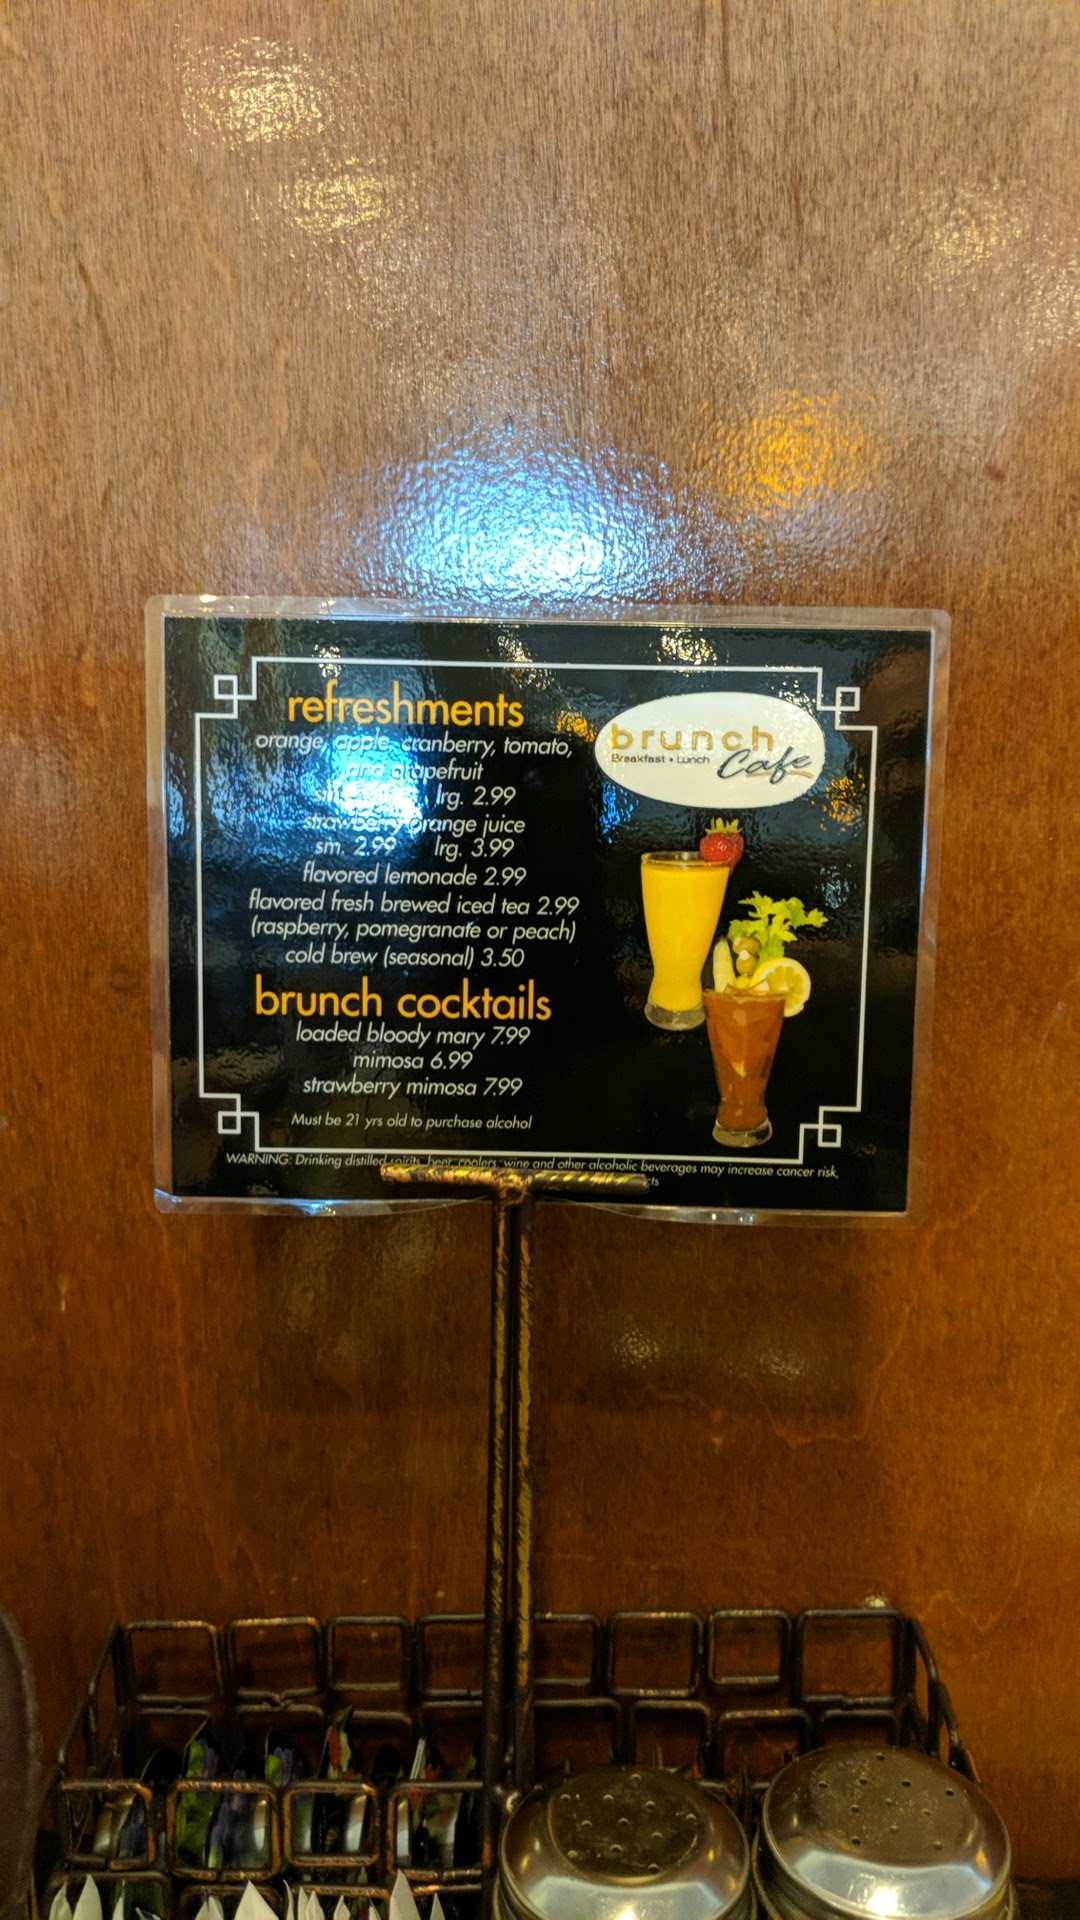 refreshments
orange, apple, cranberry, tomato,
and grapefruit
lrg. 2.99
strawberry orange juice
sm. 2.99 lrg. 3.99
flavored lemonade 2.99
flavored fresh brewed iced tea 2.99
(raspberry, pomegranate or peach)
cold brew (seasonal) 3.50
brunch cocktails
loaded bloody mary 7.99
mimosa 6.99
strawberry mimosa 7.99
Must be 21 yrs old to purchase alcohol
WARNING: Drinking distilled spirits, beer, coolers, wine and other alcoholic beverages may increase cancer risk,
brunch
Breakfast • Lunch
Cafe